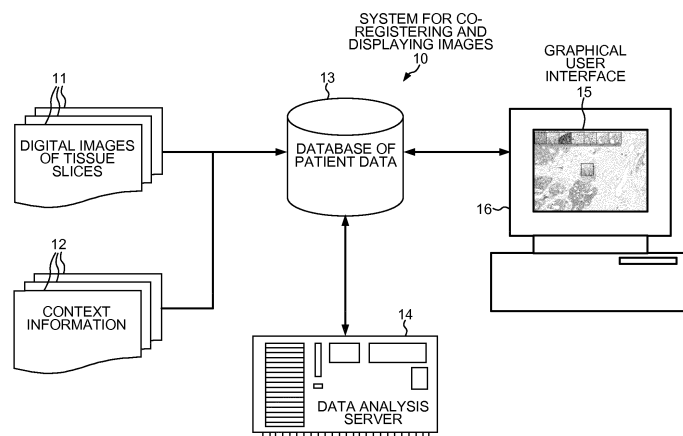 SYSTEM FOR CO-
REGISTERING AND
DISPLAYING IMAGES
10
11
DIGITAL IMAGES
OF TISSUE
SLICES
13
DATABASE OF
PATIENT DATA
GRAPHICAL
USER
INTERFACE
15
16
12
CONTEXT
INFORMATION
14
DATA ANALYSIS
SERVER